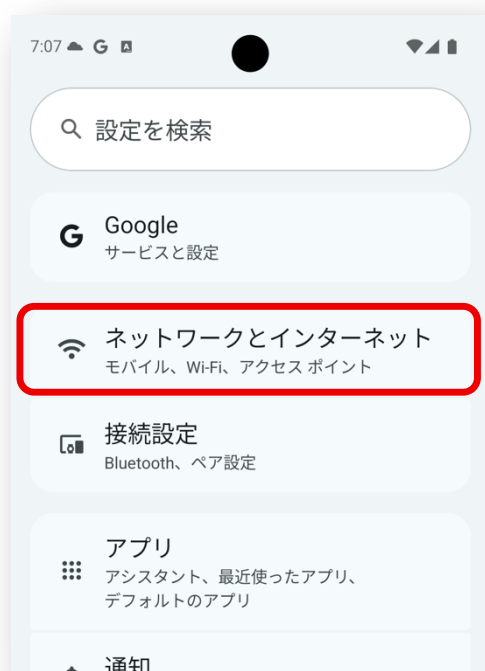 7:07
設定を検索
Google
サービスと設定
ネットワークとインターネット
モバイル、Wi-Fi、アクセス ポイント
接続設定
Bluetooth、ペア設定
アプリ
アシスタント、最近使ったアプリ、
デフォルトのアプリ
通知